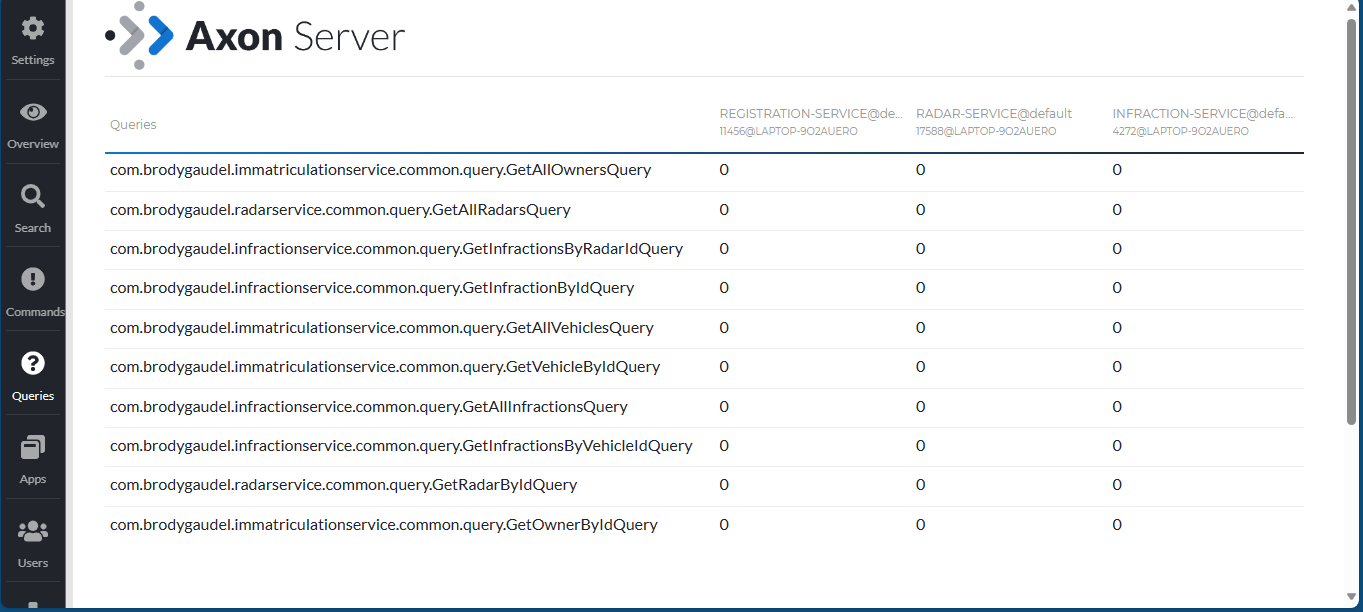 Axon Server
Settings
Overview
Search
Commands
Queries
Apps
Users
Queries
REGISTRATION-SERVICE@de...
11456@LAPTOP-9O2AUERO
RADAR-SERVICE@default
17588@LAPTOP-9O2AUERO
INFRACTION-SERVICE@defa...
4272@LAPTOP-9O2AUERO
com.brodygaudel.immatriculationservice.common.query.GetAllOwnersQuery 0 0 0
com.brodygaudel.radarservice.common.query.GetAllRadarsQuery 0 0 0
com.brodygaudel.infractionservice.common.query.GetInfractionsByRadarIdQuery 0 0 0
com.brodygaudel.infractionservice.common.query.GetInfractionByIdQuery 0 0 0
com.brodygaudel.immatriculationservice.common.query.GetAllVehiclesQuery 0 0 0
com.brodygaudel.immatriculationservice.common.query.GetVehicleByIdQuery 0 0 0
com.brodygaudel.infractionservice.common.query.GetAllInfractionsQuery 0 0 0
com.brodygaudel.infractionservice.common.query.GetInfractionsByVehicleIdQuery 0 0 0
com.brodygaudel.radarservice.common.query.GetRadarByIdQuery 0 0 0
com.brodygaudel.immatriculationservice.common.query.GetOwnerByIdQuery 0 0 0